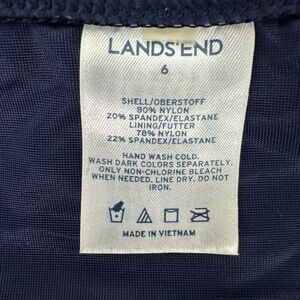 LANDS' END
6
SHELL/OBERSTOFF
80% NYLON
20% SPANDEX/ELASTANE
LINING/FUTTER
78% NYLON
22% SPANDEX/ELASTANE
HAND WASH COLD.
WASH DARK COLORS SEPARATELY.
ONLY NON-CHLORINE BLEACH
WHEN NEEDED. LINE DRY. DO NOT
IRON.
MADE IN VIETNAM